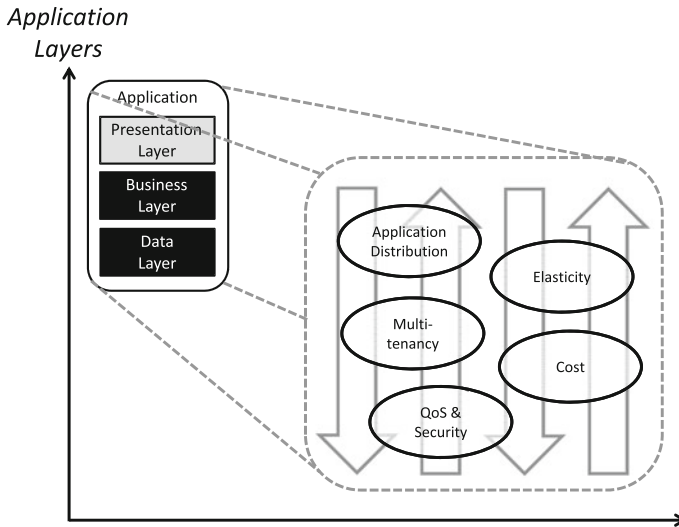 Application
Layers
Application
Presentation
Layer
Business
Layer
Data
Layer
Application
Distribution
Elasticity
Multi-
tenancy
Cost
QoS &
Security